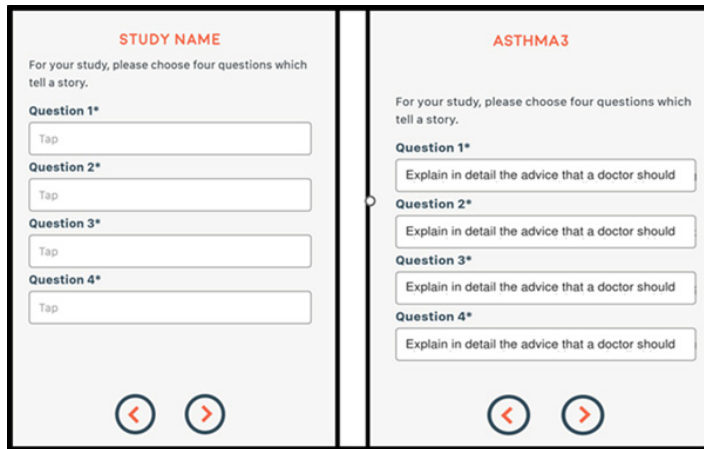 STUDY NAME
For your study, please choose four questions which
tell a story.
Question 1*
Tap
Question 2*
Tap
Question 3*
Tap
Question 4*
Tap
ASTHMA3
For your study, please choose four questions which
tell a story.
Question 1*
Explain in detail the advice that a doctor should
Question 2*
Explain in detail the advice that a doctor should
Question 3*
Explain in detail the advice that a doctor should
Question 4*
Explain in detail the advice that a doctor should